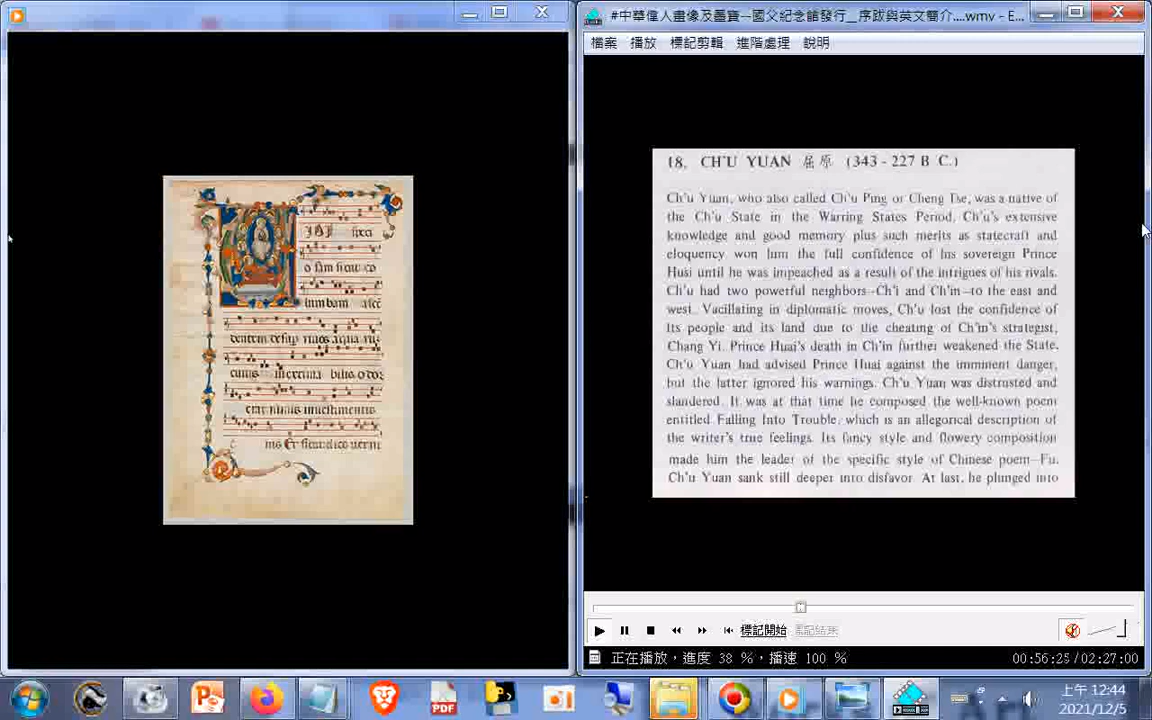 #中華偉人畫像及墨寶--國父紀念館發行__序跋與英文簡介....wmv - E...
檔案 播放 標記剪輯 進階處理 說明
18. CH'U YUAN 屈原 (343 - 227 B C.)
Ch'u Yuan, who also called Ch'u Ping or Cheng Tse, was a native of
the Ch'u State in the Warring States Period, Ch'u's extensive
knowledge and good memory plus such merits as statecraft and
eloquency won him the full confidence of his sovereign Prince
Husi until he was impeached as a result of the intrigues of his rivals.
Ch'u had two powerful neighbors--Ch'i and Ch'in--to the east and
west. Vacillating in diplomatic moves, Ch'u lost the confidence of
its people and its land due to the cheating of Ch'in's strategist,
Chang Yi. Prince Huai's death in Ch'in further weakened the State.
Ch'u Yuan had advised Prince Huai against the imminent danger,
but the latter ignored his warnings. Ch'u Yuan was distrusted and
slandered. It was at that time he composed the well-known poem
entitled Falling Into Trouble, which is an allegorical description of
the writer's true feelings. Its fancy style and flowery composition
made him the leader of the specific style of Chinese poem--Fu.
Ch'u Yuan sank still deeper into disfavor. At last, he plunged into
標記開始 標記結束
正在播放，進度 38 %，播速 100 %
00:56:25 / 02:27:00
PDF
上午 12:44
2021/12/5